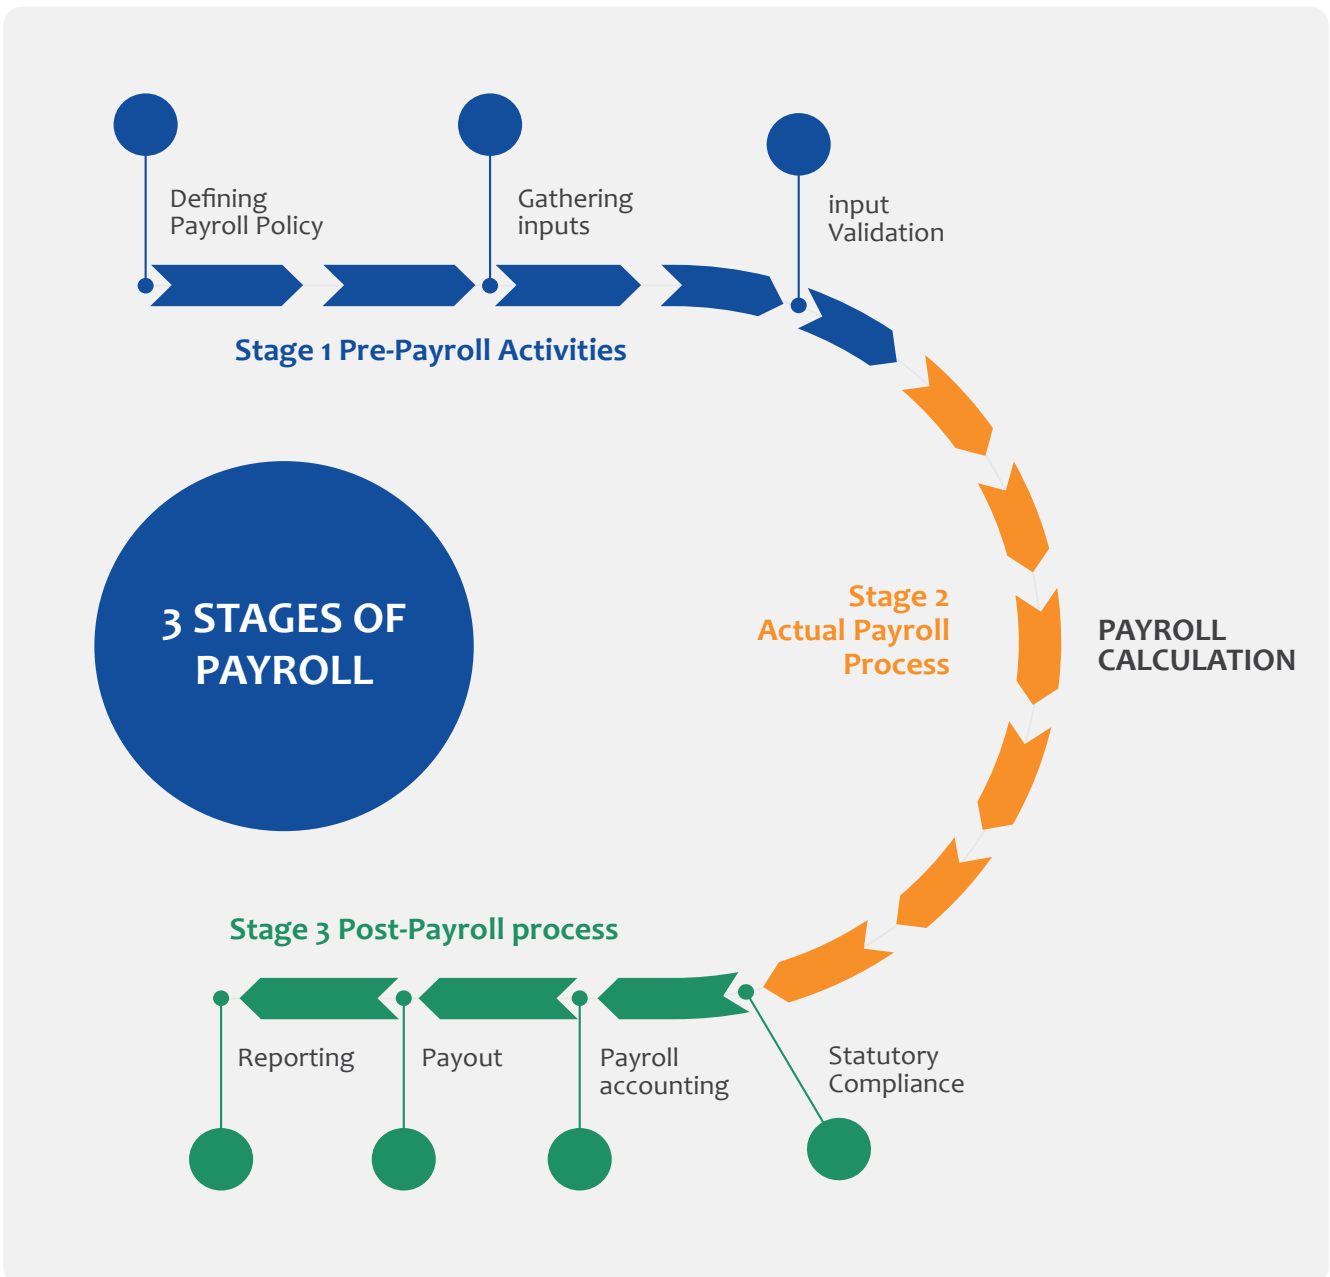 Defining
Payroll Policy
Gathering
inputs
input
Validation
Stage 1 Pre-Payroll Activities
3 STAGES OF
PAYROLL
Stage 2
Actual Payroll
Process
PAYROLL
CALCULATION
Stage 3 Post-Payroll process
Reporting
Payout
Payroll
accounting
Statutory
Compliance